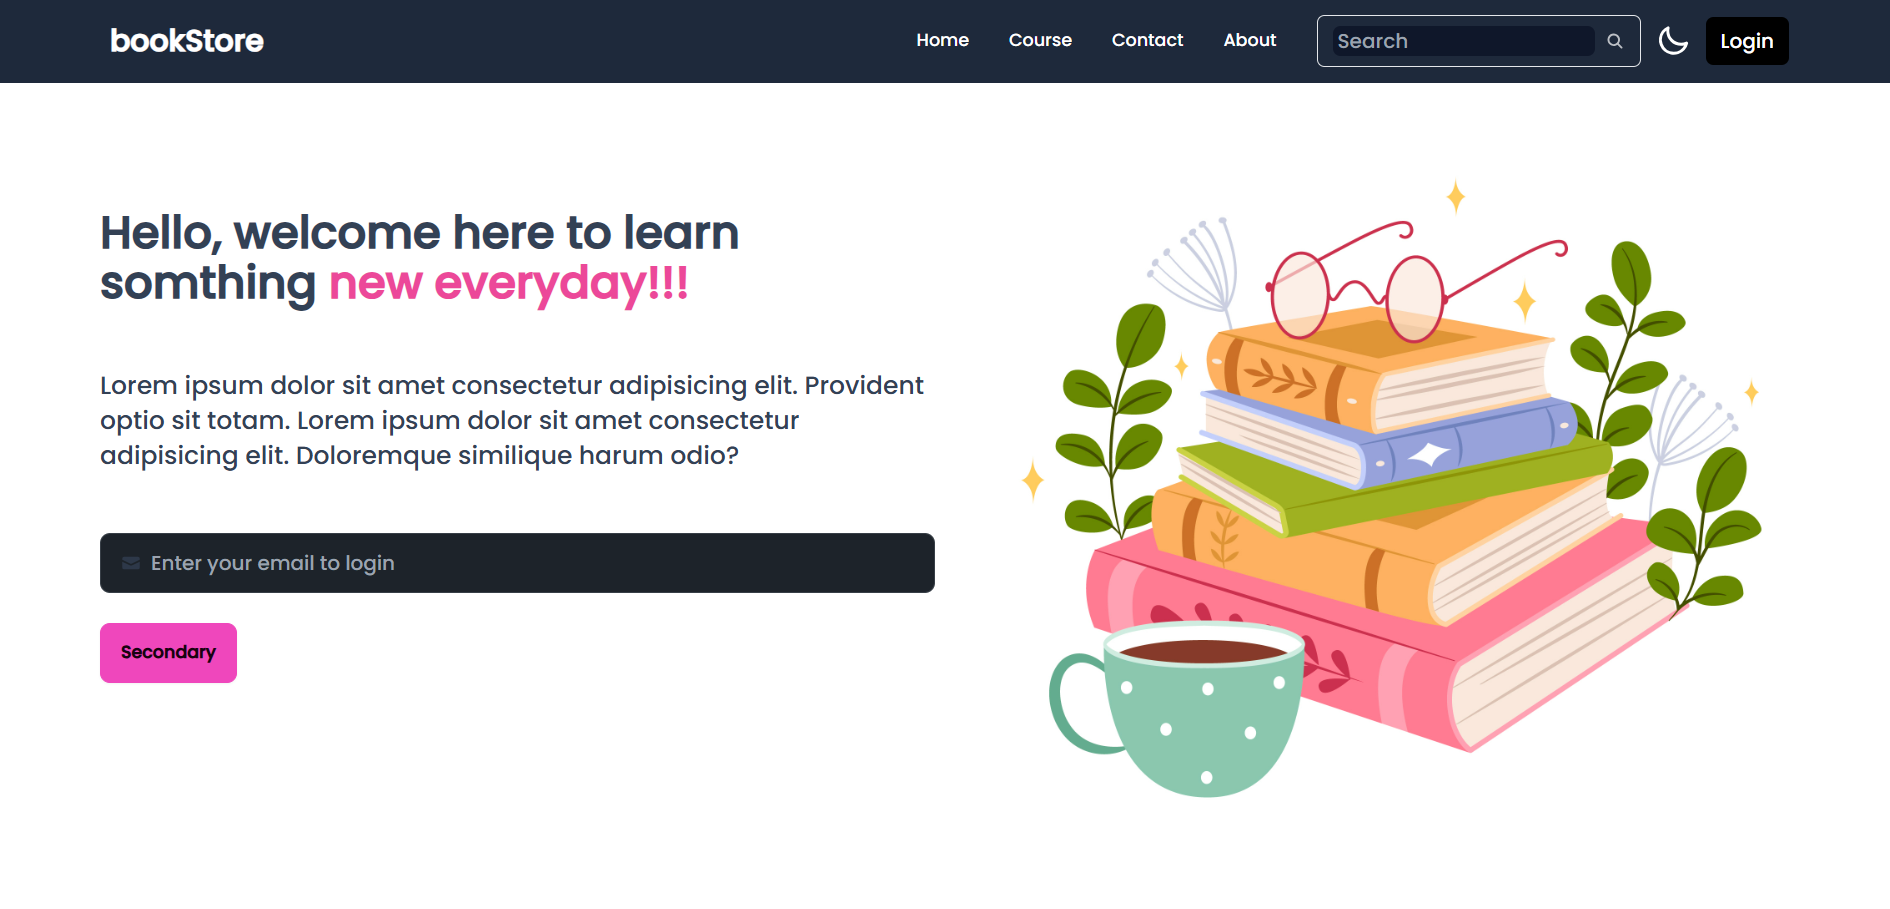 bookStore
Home
Course
Contact
About
Search
Login
Hello, welcome here to learn
somthing new everyday!!!
Lorem ipsum dolor sit amet consectetur adipisicing elit. Provident
optio sit totam. Lorem ipsum dolor sit amet consectetur
adipisicing elit. Doloremque similique harum odio?
Enter your email to login
Secondary